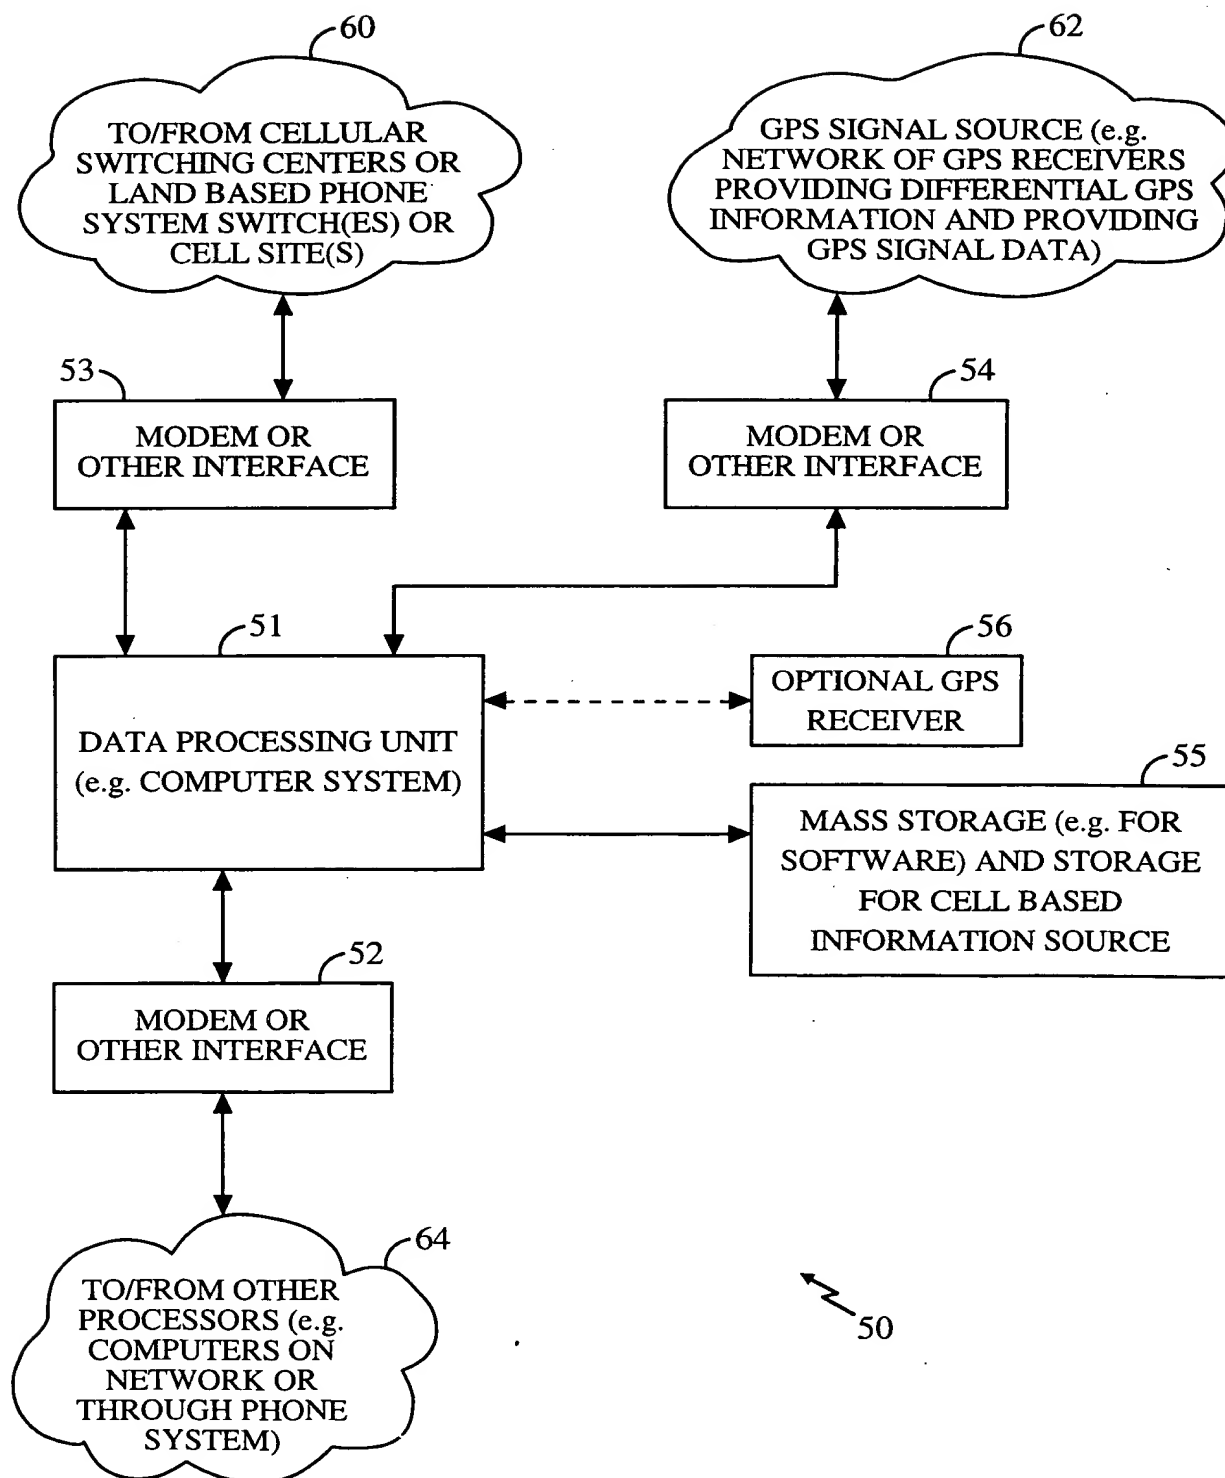 60
TO/FROM CELLULAR
SWITCHING CENTERS OR
LAND BASED PHONE
SYSTEM SWITCH(ES) OR
CELL SITE(S)
62
GPS SIGNAL SOURCE (e.g.
NETWORK OF GPS RECEIVERS
PROVIDING DIFFERENTIAL GPS
INFORMATION AND PROVIDING
GPS SIGNAL DATA)
53
MODEM OR
OTHER INTERFACE
54
MODEM OR
OTHER INTERFACE
51
DATA PROCESSING UNIT
(e.g. COMPUTER SYSTEM)
56
OPTIONAL GPS
RECEIVER
55
MASS STORAGE (e.g. FOR
SOFTWARE) AND STORAGE
FOR CELL BASED
INFORMATION SOURCE
52
MODEM OR
OTHER INTERFACE
64
TO/FROM OTHER
PROCESSORS (e.g.
COMPUTERS ON
NETWORK OR
THROUGH PHONE
SYSTEM)
50